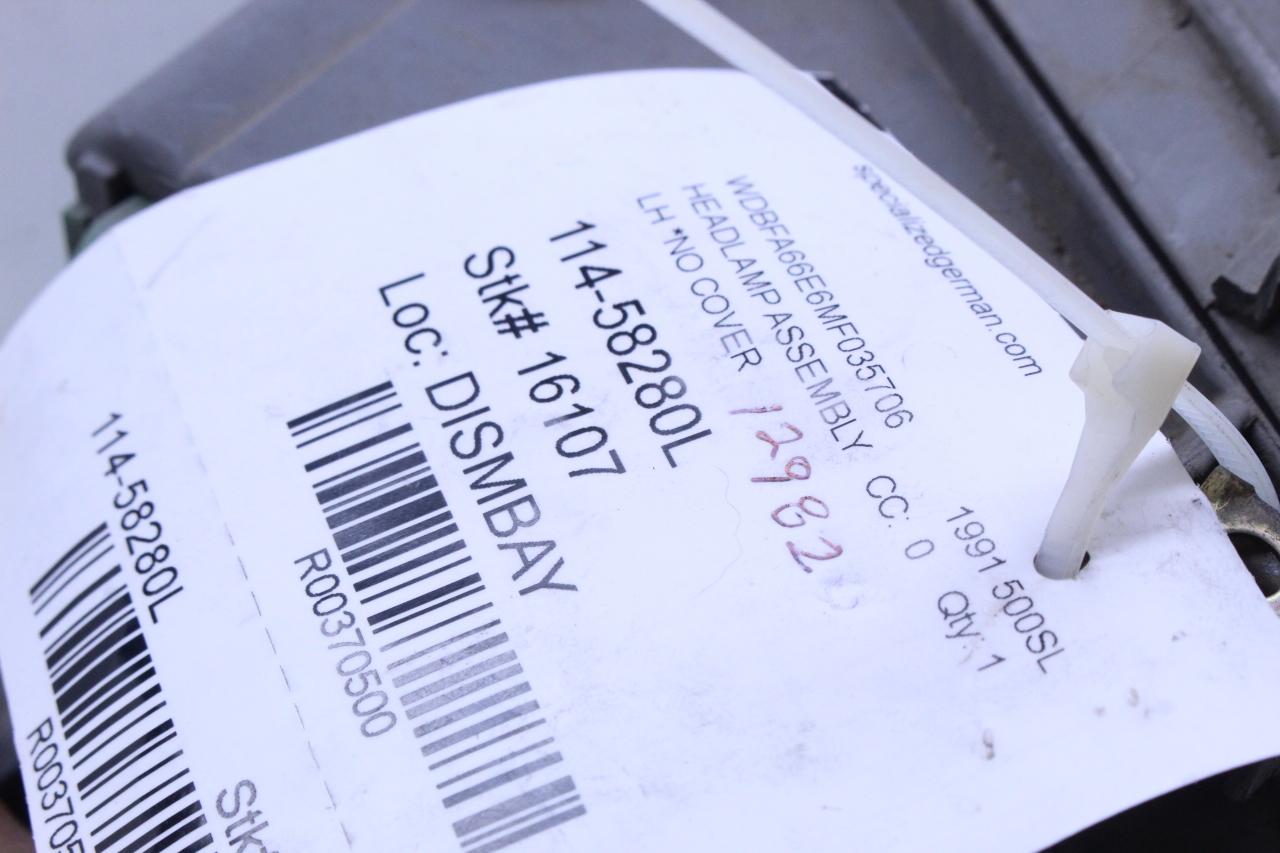 specializedgerman.com
1991 500SL
WDBFA66E6MF035706
HEADLAMP ASSEMBLY CC: 0 Qty: 1
LH *NO COVER
12982
114-58280L
Stk# 16107
Loc: DISMBAY
R00370500
114-58280L
R003705
Stk#